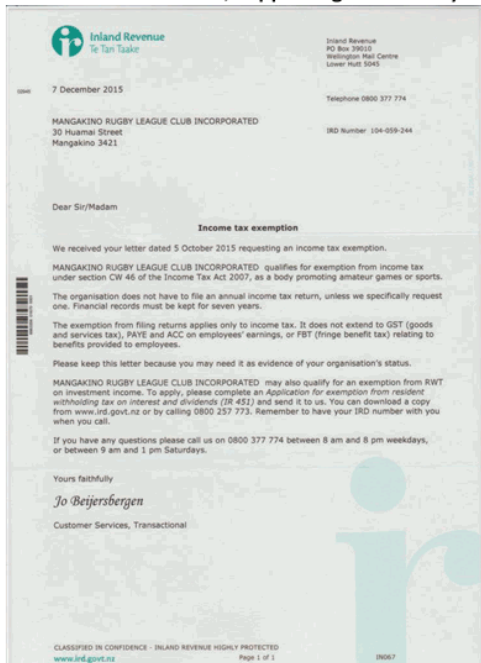 Inland Revenue
Te Tari Taake
Inland Revenue
PO Box 39010
Wellington Mail Centre
Lower Hutt 5045
7 December 2015
Telephone 0800 377 774
MANGAKINO RUGBY LEAGUE CLUB INCORPORATED
30 Huamai Street
Mangakino 3421
IRD Number 104-059-244
Dear Sir/Madam
Income tax exemption
We received your letter dated 5 October 2015 requesting an income tax exemption.
MANGAKINO RUGBY LEAGUE CLUB INCORPORATED qualifies for exemption from income tax
under section CW 46 of the Income Tax Act 2007, as a body promoting amateur games or sports.
The organisation does not have to file an annual income tax return, unless we specifically request
one. Financial records must be kept for seven years.
The exemption from filing returns applies only to income tax. It does not extend to GST (goods
and services tax), PAYE and ACC on employees' earnings, or FBT (fringe benefit tax) relating to
benefits provided to employees.
Please keep this letter because you may need it as evidence of your organisation's status.
MANGAKINO RUGBY LEAGUE CLUB INCORPORATED may also qualify for an exemption from RWT
on investment income. To apply, please complete an Application for exemption from resident
withholding tax on interest and dividends (IR 451) and send it to us. You can download a copy
from www.ird.govt.nz or by calling 0800 257 773. Remember to have your IRD number with you
when you call.
If you have any questions please call us on 0800 377 774 between 8 am and 8 pm weekdays,
or between 9 am and 1 pm Saturdays.
Yours faithfully
Jo Beijersbergen
Customer Services, Transactional
ir
CLASSIFIED IN CONFIDENCE - INLAND REVENUE HIGHLY PROTECTED
www.ird.govt.nz
Page 1 of 1
IN067